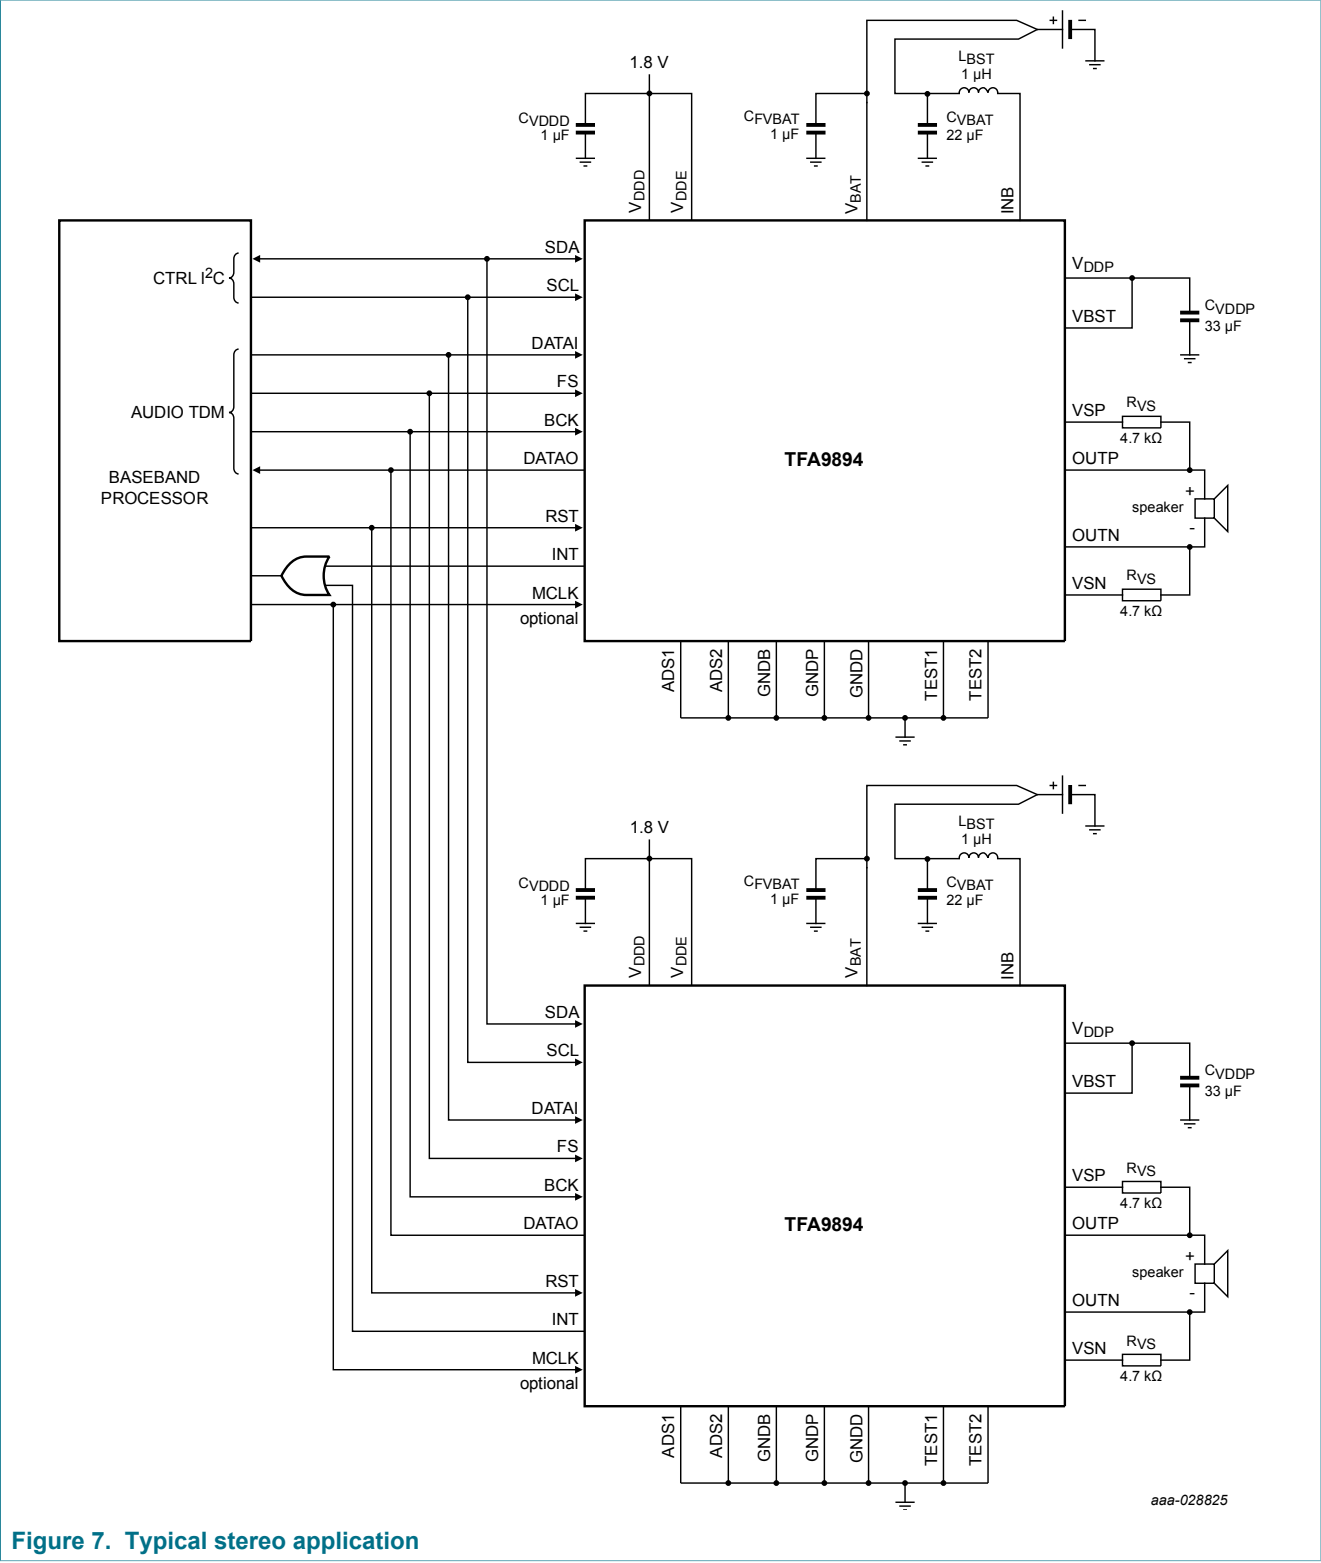 + −
LBST
1 µH
1.8 V
CVDDD
1 µF
CFVBAT
1 µF
CVBAT
22 µF
VDDD
VDDE
VBAT
INB
CTRL I²C
AUDIO TDM
BASEBAND
PROCESSOR
SDA
SCL
DATAI
FS
BCK
DATAO
RST
INT
MCLK
optional
TFA9894
VDDP
VBST
CVDDP
33 µF
VSP
RVS
4.7 kΩ
OUTP
+
speaker
-
OUTN
VSN
RVS
4.7 kΩ
ADS1
ADS2
GNDB
GNDP
GNDD
TEST1
TEST2
+ −
LBST
1 µH
1.8 V
CVDDD
1 µF
CFVBAT
1 µF
CVBAT
22 µF
VDDD
VDDE
VBAT
INB
SDA
SCL
DATAI
FS
BCK
DATAO
RST
INT
MCLK
optional
TFA9894
VDDP
VBST
CVDDP
33 µF
VSP
RVS
4.7 kΩ
OUTP
+
speaker
-
OUTN
VSN
RVS
4.7 kΩ
ADS1
ADS2
GNDB
GNDP
GNDD
TEST1
TEST2
aaa-028825
Figure 7. Typical stereo application